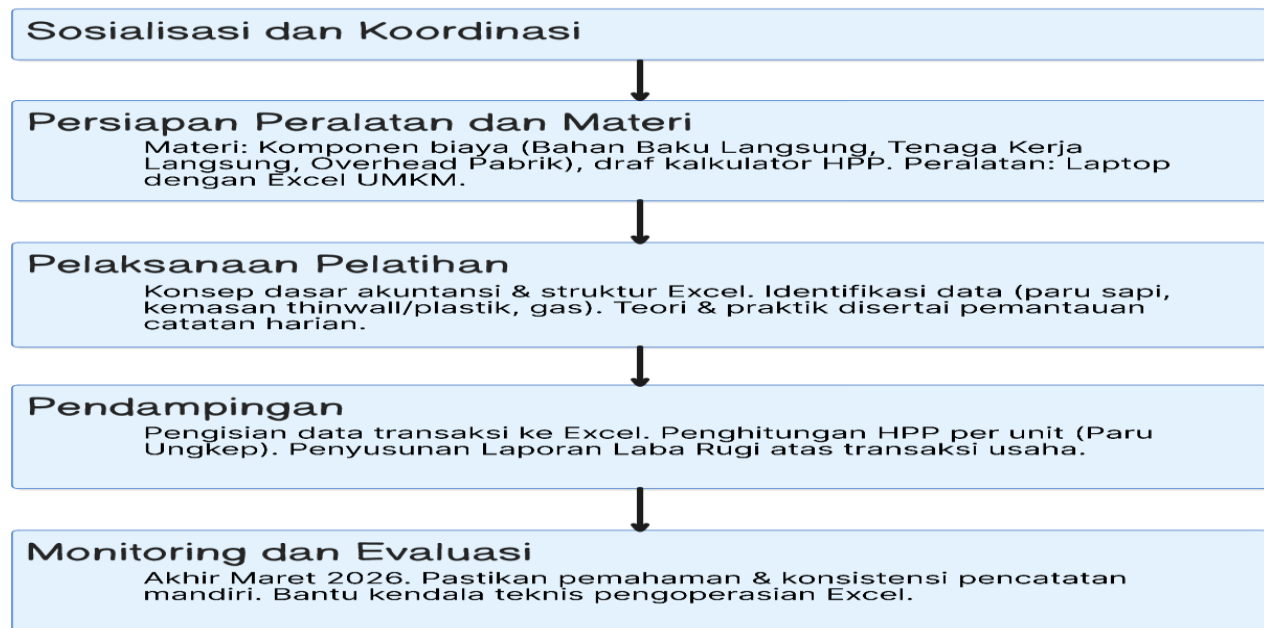 Sosialisasi dan Koordinasi
Persiapan Peralatan dan Materi
Materi: Komponen biaya (Bahan Baku Langsung, Tenaga Kerja
Langsung, Overhead Pabrik), draf kalkulator HPP. Peralatan: Laptop
dengan Excel UMKM.
Pelaksanaan Pelatihan
Konsep dasar akuntansi & struktur Excel. Identifikasi data (paru sapi,
kemasan thinwall/plastik, gas). Teori & praktik disertai pemantauan
catatan harian.
Pendampingan
Pengisian data transaksi ke Excel. Penghitungan HPP per unit (Paru
Ungkep). Penyusunan Laporan Laba Rugi atas transaksi usaha.
Monitoring dan Evaluasi
Akhir Maret 2026. Pastikan pemahaman & konsistensi pencatatan
mandiri. Bantu kendala teknis pengoperasian Excel.